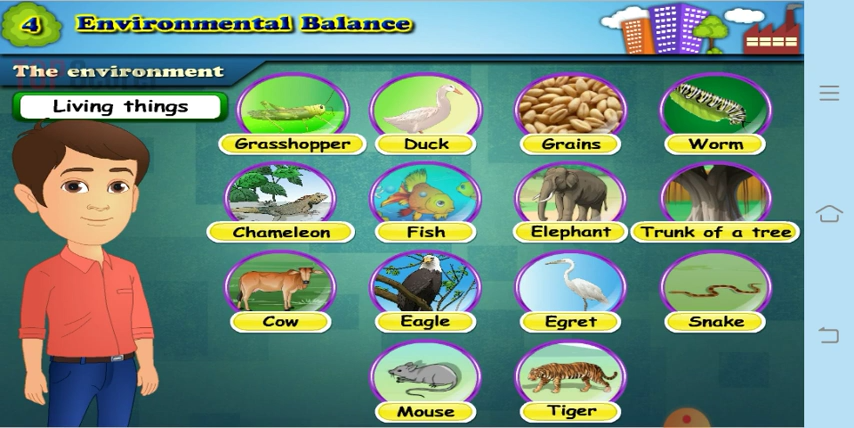 4 Environmental Balance
The environment
Living things
Grasshopper Duck Grains Worm
Chameleon Fish Elephant Trunk of a tree
Cow Eagle Egret Snake
Mouse Tiger